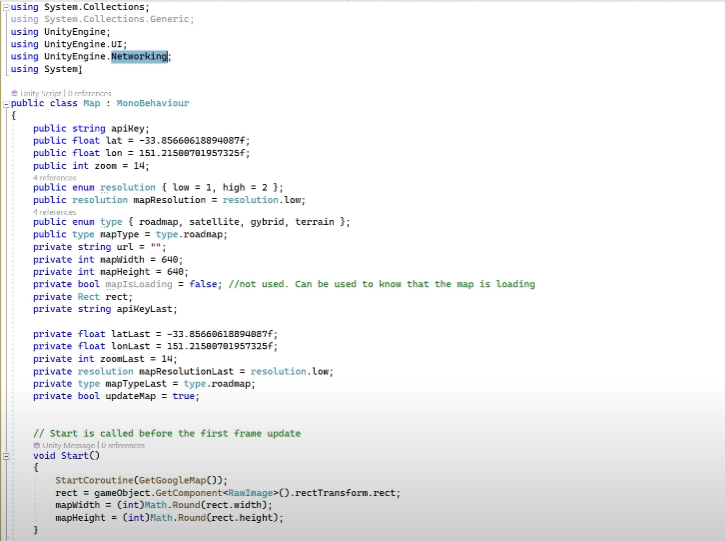 using System.Collections;
using System.Collections.Generic;
using UnityEngine;
using UnityEngine.UI;
using UnityEngine.Networking;
using System;
Unity Script | 0 references
public class Map : MonoBehaviour
{
public string apiKey;
public float lat = -33.85660618894087f;
public float lon = 151.21500701957325f;
public int zoom = 14;
4 references
public enum resolution { low = 1, high = 2 };
public resolution mapResolution = resolution.low;
4 references
public enum type { roadmap, satellite, gybrid, terrain };
public type mapType = type.roadmap;
private string url = "";
private int mapWidth = 640;
private int mapHeight = 640;
private bool mapIsLoading = false; //not used. Can be used to know that the map is loading
private Rect rect;
private string apiKeyLast;
private float latLast = -33.85660618894087f;
private float lonLast = 151.21500701957325f;
private int zoomLast = 14;
private resolution mapResolutionLast = resolution.low;
private type mapTypeLast = type.roadmap;
private bool updateMap = true;
// Start is called before the first frame update
Unity Message | 0 references
void Start()
{
StartCoroutine(GetGoogleMap());
rect = gameObject.GetComponent<RawImage>().rectTransform.rect;
mapWidth = (int)Math.Round(rect.width);
mapHeight = (int)Math.Round(rect.height);
}